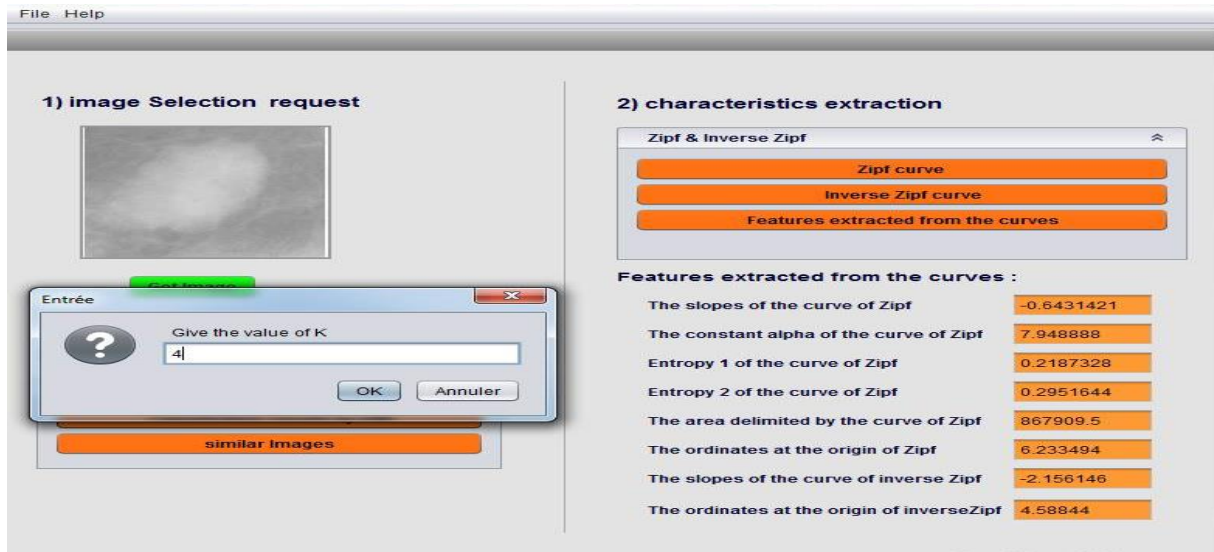 File Help
1) image Selection request
Entrée
Give the value of K
4
OK Annuler
similar Images
2) characteristics extraction
Zipf & Inverse Zipf
Zipf curve
Inverse Zipf curve
Features extracted from the curves
Features extracted from the curves :
The slopes of the curve of Zipf -0.6431421
The constant alpha of the curve of Zipf 7.948888
Entropy 1 of the curve of Zipf 0.2187328
Entropy 2 of the curve of Zipf 0.2951644
The area delimited by the curve of Zipf 867909.5
The ordinates at the origin of Zipf 6.233494
The slopes of the curve of inverse Zipf -2.156146
The ordinates at the origin of inverseZipf 4.58844